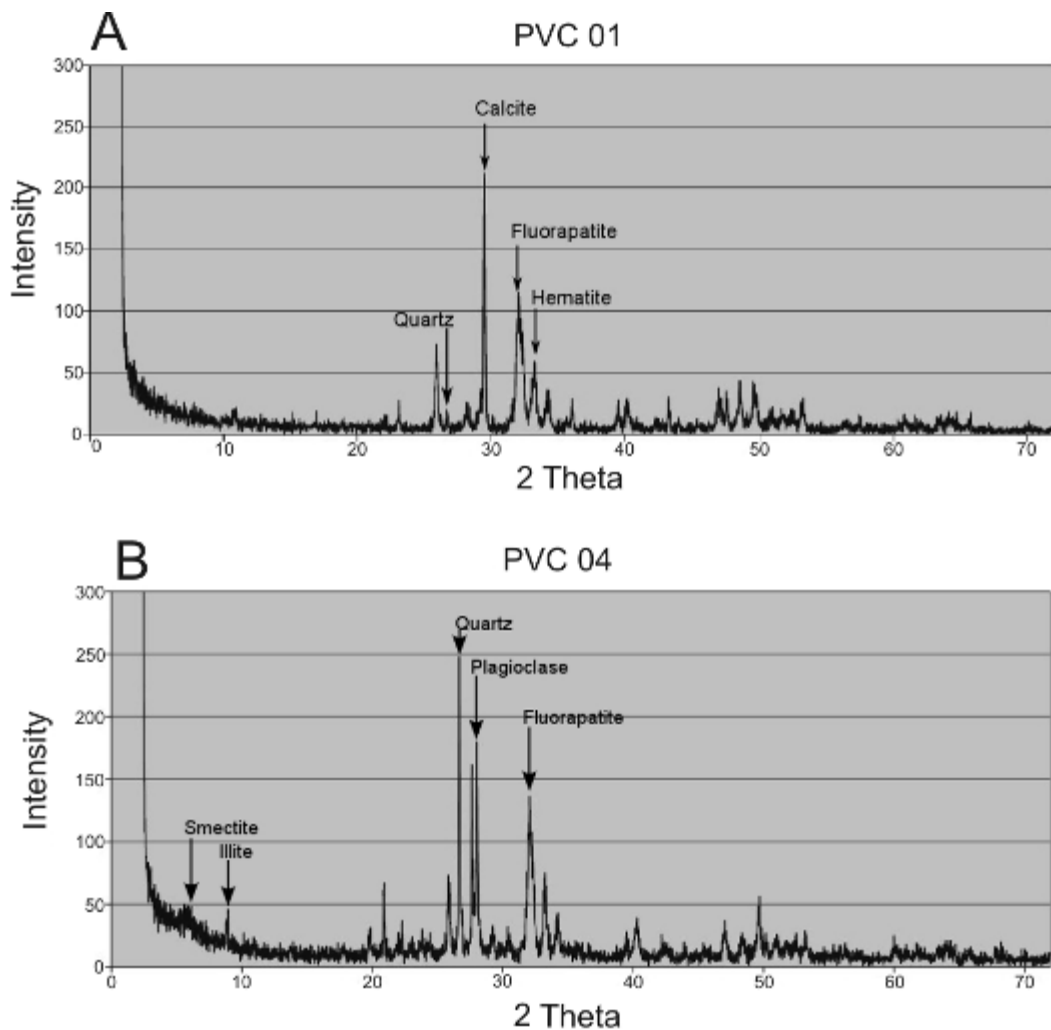 A
PVC 01
300
250
200
150
100
50
0
Intensity
Calcite
Fluorapatite
Hematite
Quartz
0 10 20 30 40 50 60 70
2 Theta
B
PVC 04
300
250
200
150
100
50
0
Intensity
Quartz
Plagioclase
Fluorapatite
Smectite
Illite
0 10 20 30 40 50 60 70
2 Theta